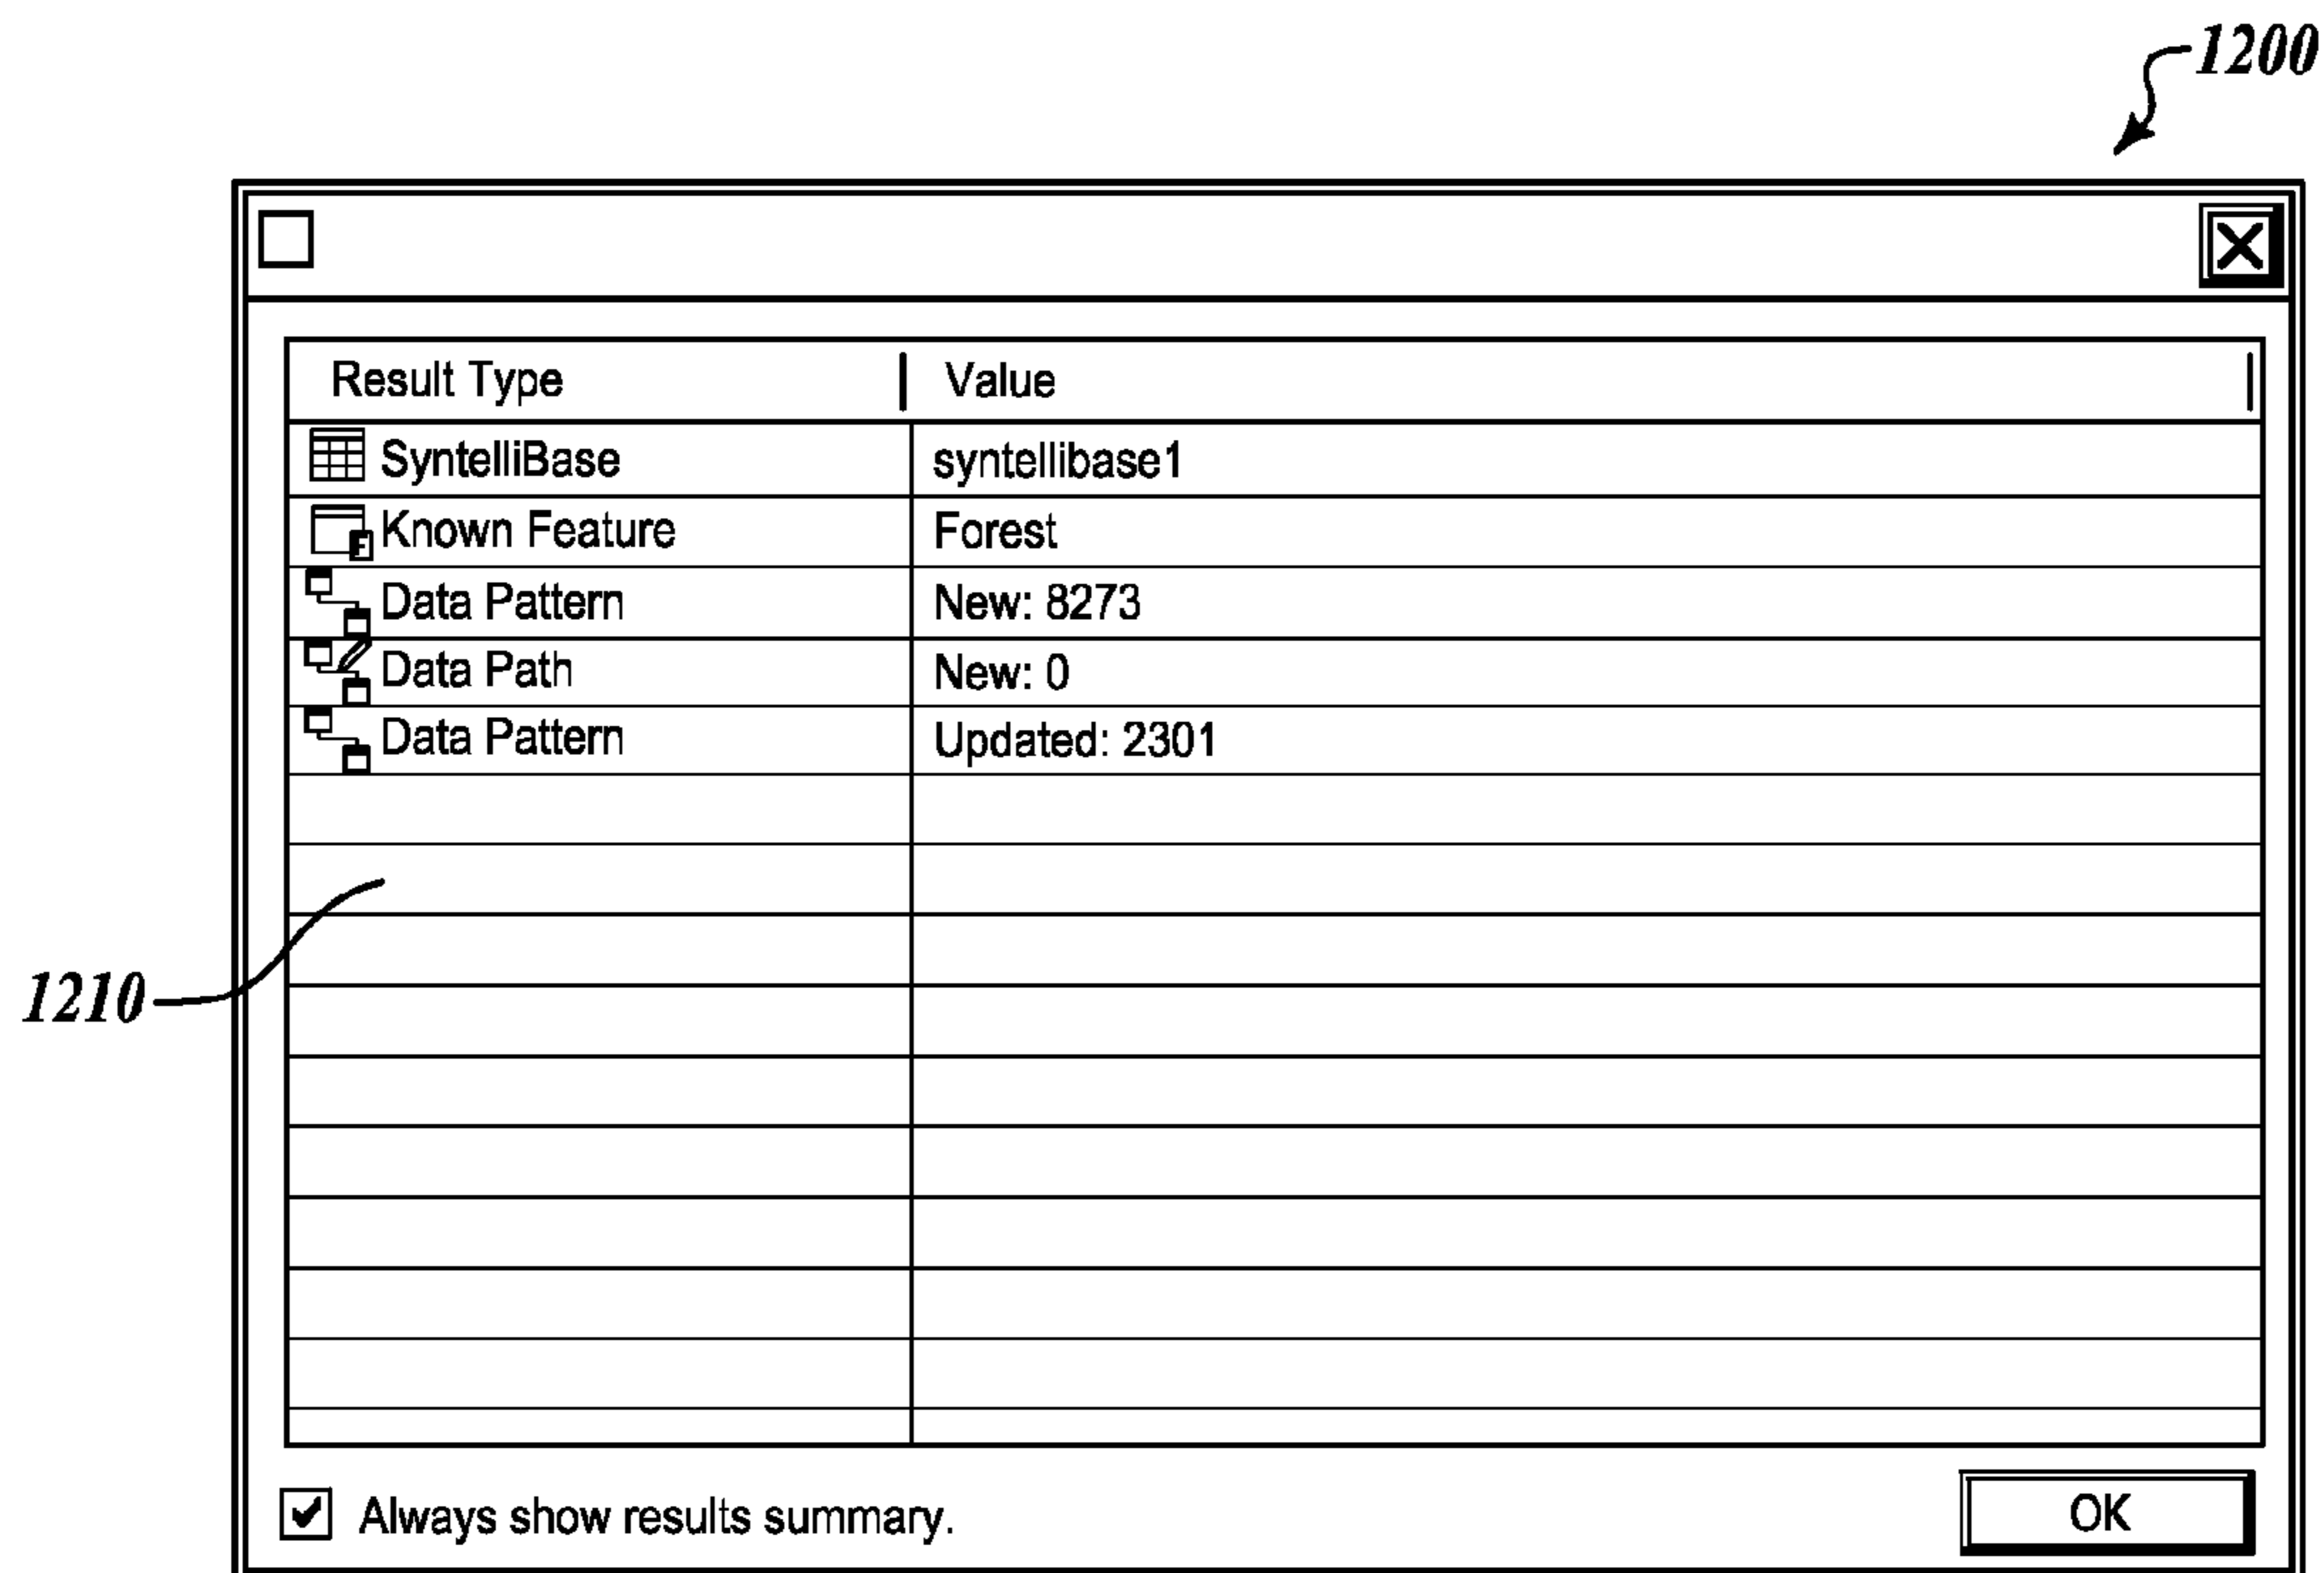 1200
Result Type Value
SyntelliBase syntellibase1
Known Feature Forest
Data Pattern New: 8273
Data Path New: 0
Data Pattern Updated: 2301
1210
Always show results summary. OK